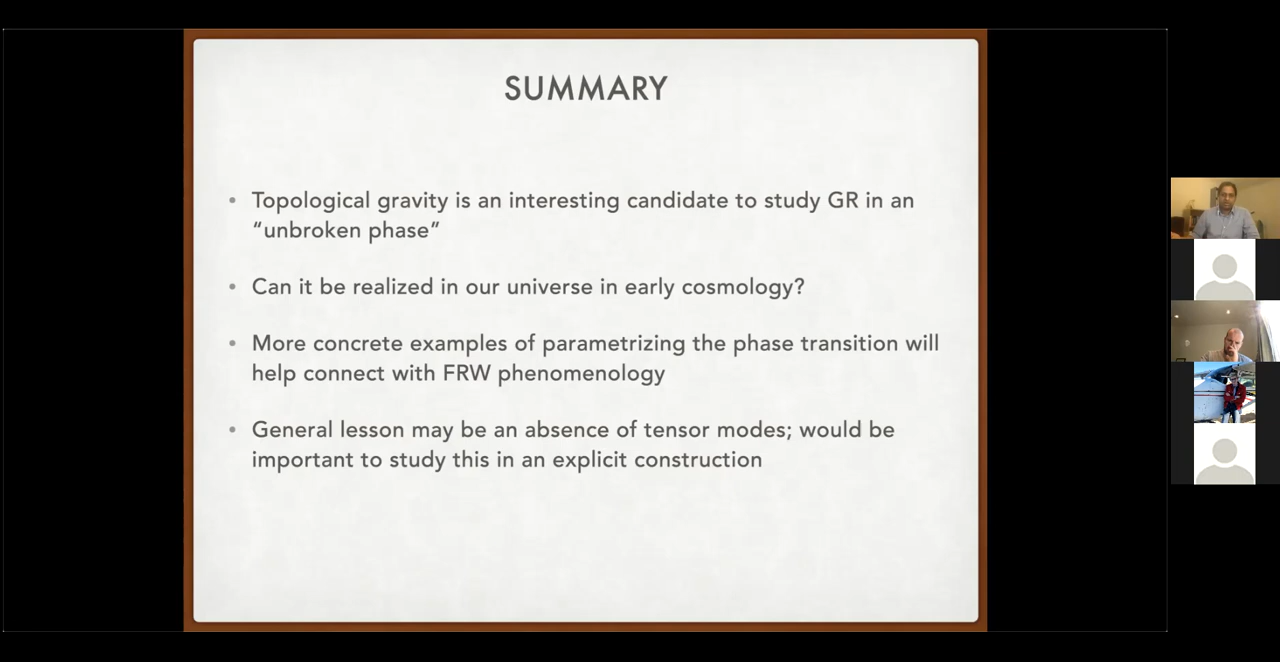 SUMMARY
• Topological gravity is an interesting candidate to study GR in an
“unbroken phase”
• Can it be realized in our universe in early cosmology?
• More concrete examples of parametrizing the phase transition will
help connect with FRW phenomenology
• General lesson may be an absence of tensor modes; would be
important to study this in an explicit construction